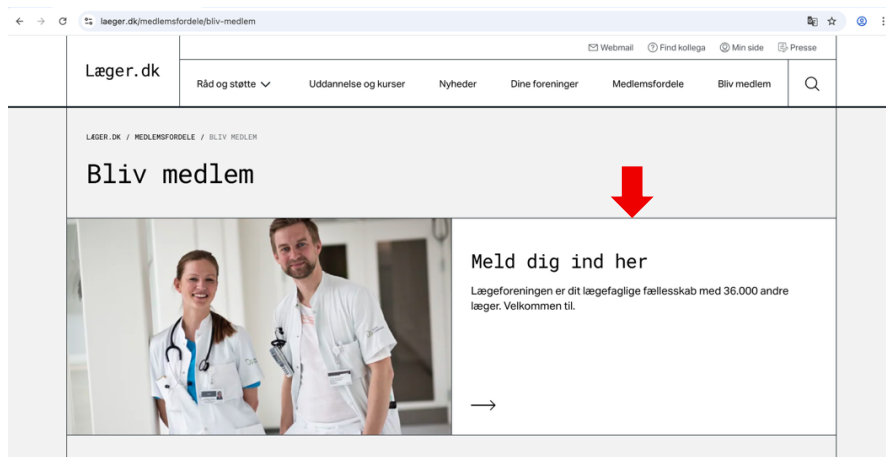 laeger.dk/medlemsfordele/bliv-medlem
Webmail Find kollega Min side Presse
Læger.dk
Råd og støtte Uddannelse og kurser Nyheder Dine foreninger Medlemsfordele Bliv medlem
LÆGER.DK / MEDLEMSFORDELE / BLIV MEDLEM
Bliv medlem
Meld dig ind her
Lægeforeningen er dit lægefaglige fællesskab med 36.000 andre
læger. Velkommen til.